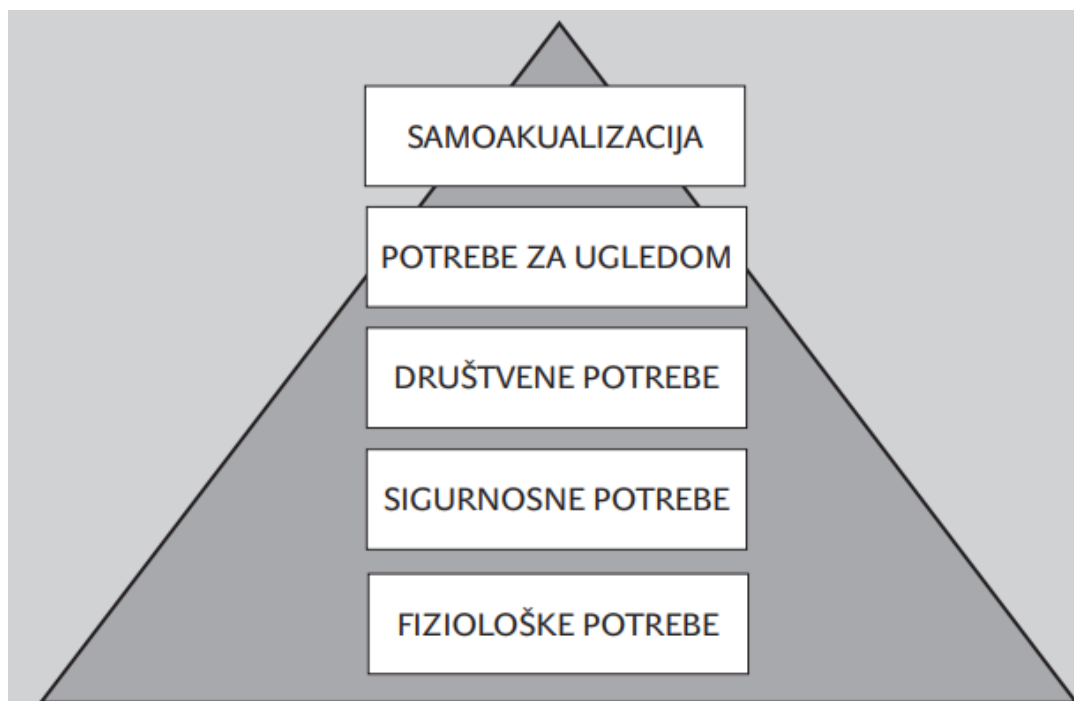 SAMOAKUALIZACIJA
POTREBE ZA UGLEDOM
DRUŠTVENE POTREBE
SIGURNOSNE POTREBE
FIZIOLOŠKE POTREBE